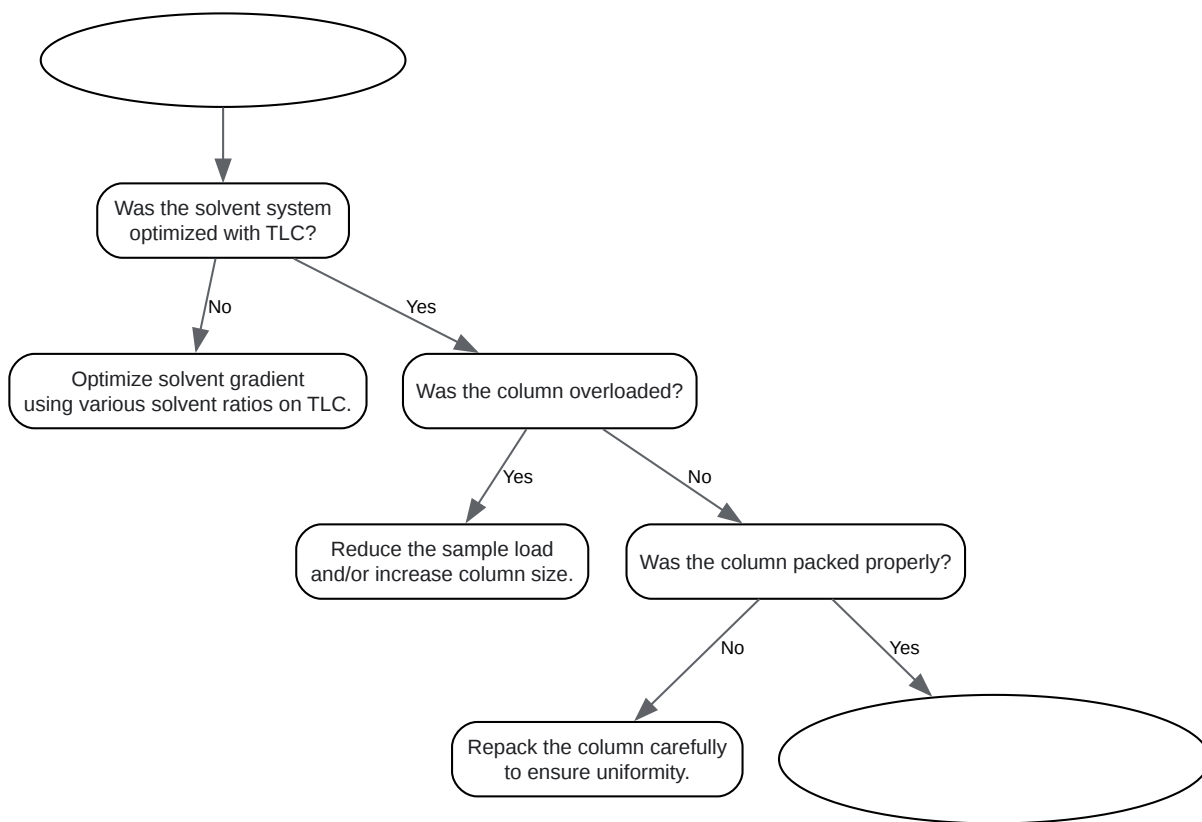 Was the solvent system
optimized with TLC?
No
Yes
Optimize solvent gradient
using various solvent ratios on TLC.
Was the column overloaded?
Yes
No
Reduce the sample load
and/or increase column size.
Was the column packed properly?
No
Yes
Repack the column carefully
to ensure uniformity.